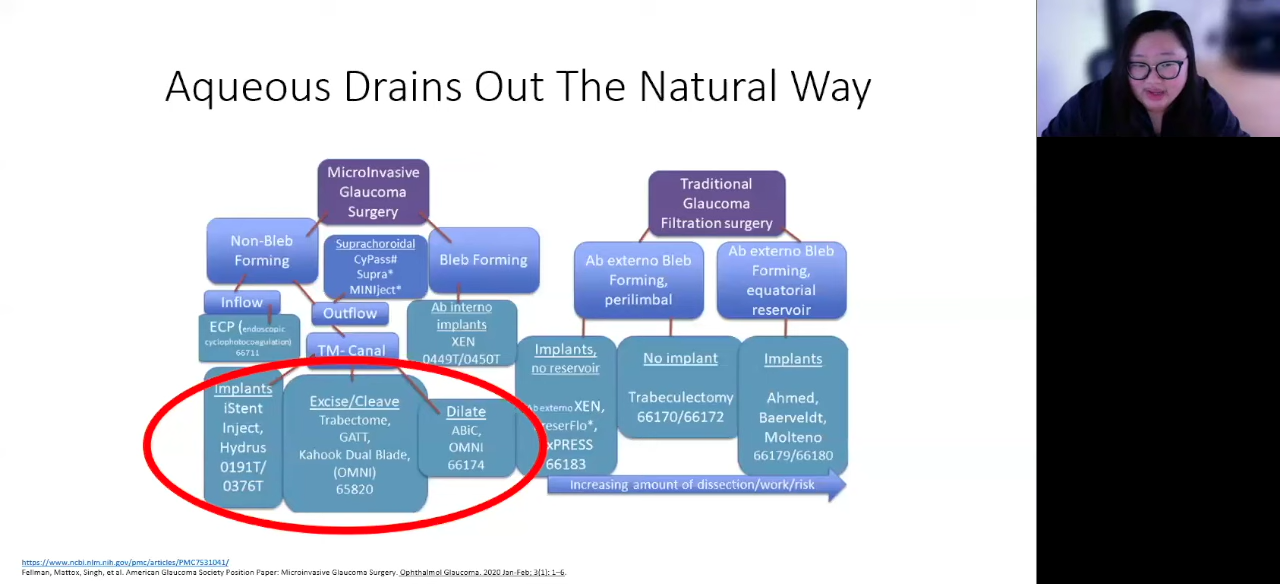 Aqueous Drains Out The Natural Way
MicroInvasive
Glaucoma
Surgery
Traditional
Glaucoma
Filtration surgery
Non-Bleb
Forming
Suprachoroidal
CyPass#
Supra*
MINIject*
Bleb Forming
Ab externo Bleb
Forming,
perilimbal
Ab externo Bleb
Forming,
equatorial
reservoir
Inflow
Outflow
ECP (endoscopic
cyclophotocoagulation)
66711
TM- Canal
Ab interno
implants
XEN
0449T/0450T
Implants
iStent
Inject,
Hydrus
0191T/
0376T
Excise/Cleave
Trabectome,
GATT,
Kahook Dual Blade,
(OMNI)
65820
Dilate
ABiC,
OMNI
66174
Implants,
no reservoir
Ab externo XEN,
PreserFlo*,
ExPRESS
66183
No implant
Trabeculectomy
66170/66172
Implants
Ahmed,
Baerveldt,
Molteno
66179/66180
Increasing amount of dissection/work/risk
https://www.ncbi.nlm.nih.gov/pmc/articles/PMC7531041/
Fellman, Mattox, Singh, et al. American Glaucoma Society Position Paper: Microinvasive Glaucoma Surgery. Ophthalmol Glaucoma. 2020 Jan-Feb; 3(1): 1–6.